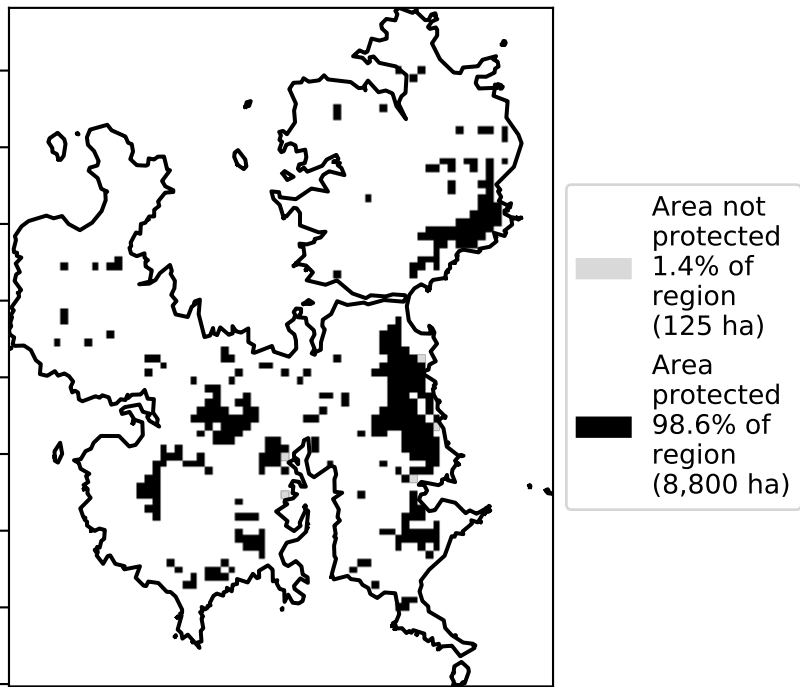 Area not
protected
1.4% of
region
(125 ha)
Area
protected
98.6% of
region
(8,800 ha)